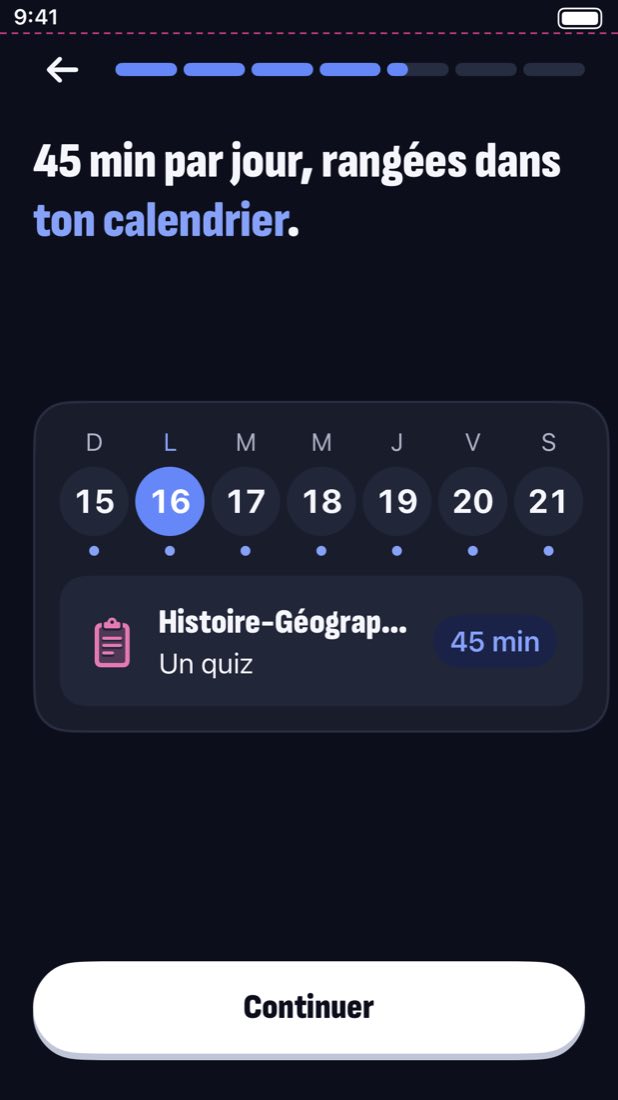 9:41
45 min par jour, rangées dans
ton calendrier.
D L M M J V S
15 16 17 18 19 20 21
Histoire-Géograp...
Un quiz
45 min
Continuer